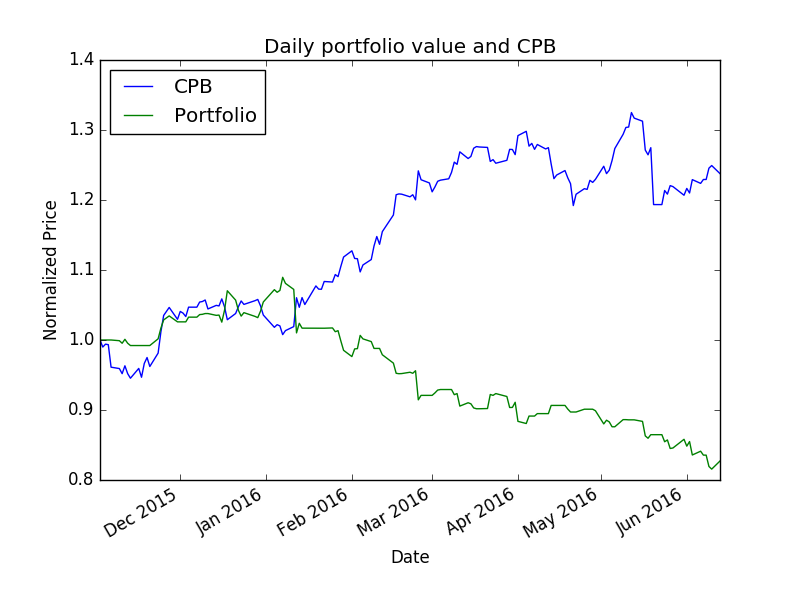 Daily portfolio value and CPB
CPB
Portfolio
Normalized Price
1.4
1.3
1.2
1.1
1.0
0.9
0.8
Dec 2015
Jan 2016
Feb 2016
Mar 2016
Apr 2016
May 2016
Jun 2016
Date